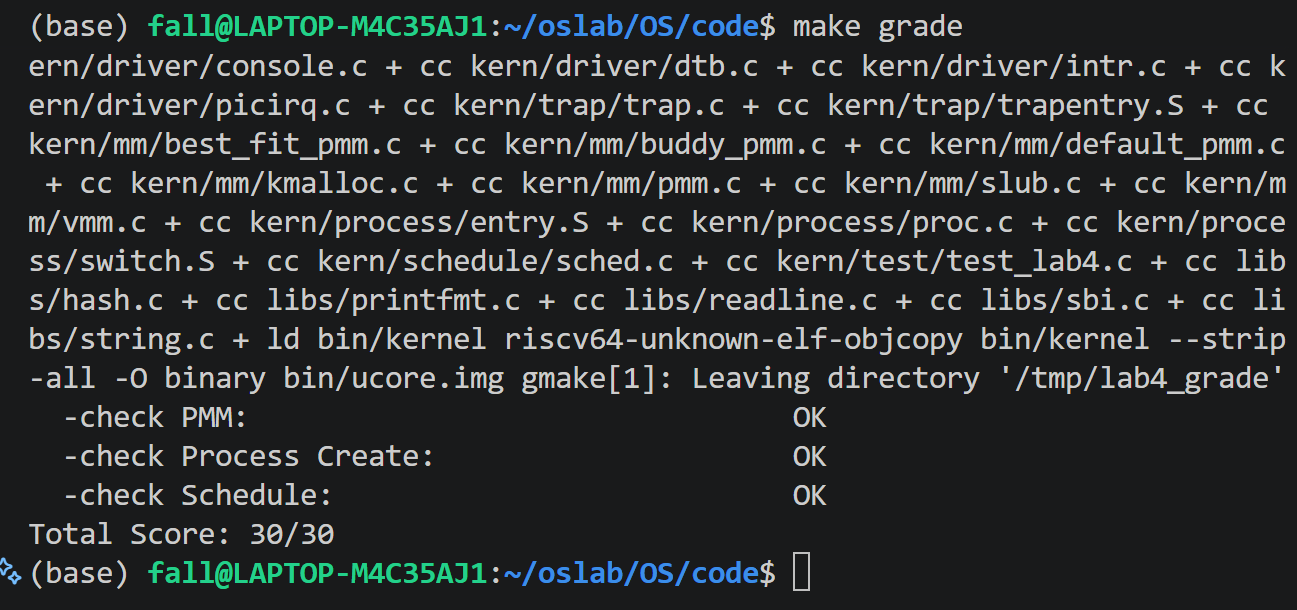 (base) fall@LAPTOP-M4C35AJ1:~/oslab/OS/code$ make grade
ern/driver/console.c + cc kern/driver/dtb.c + cc kern/driver/intr.c + cc k
ern/driver/picirq.c + cc kern/trap/trap.c + cc kern/trap/trapentry.S + cc
kern/mm/best_fit_pmm.c + cc kern/mm/buddy_pmm.c + cc kern/mm/default_pmm.c
 + cc kern/mm/kmalloc.c + cc kern/mm/pmm.c + cc kern/mm/slub.c + cc kern/m
m/vmm.c + cc kern/process/entry.S + cc kern/process/proc.c + cc kern/proce
ss/switch.S + cc kern/schedule/sched.c + cc kern/test/test_lab4.c + cc lib
s/hash.c + cc libs/printfmt.c + cc libs/readline.c + cc libs/sbi.c + cc li
bs/string.c + ld bin/kernel riscv64-unknown-elf-objcopy bin/kernel --strip
-all -O binary bin/ucore.img gmake[1]: Leaving directory '/tmp/lab4_grade'
  -check PMM:                                OK
  -check Process Create:                     OK
  -check Schedule:                           OK
Total Score: 30/30
(base) fall@LAPTOP-M4C35AJ1:~/oslab/OS/code$